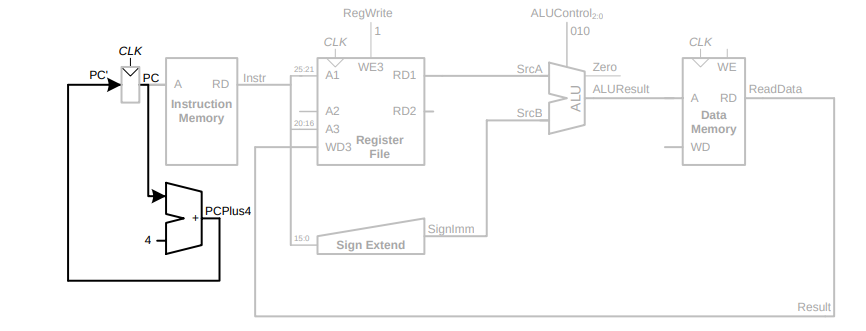 RegWrite
ALUControl2:0
1
010
CLK
CLK
CLK
PC'
PC
A
RD
Instruction
Memory
Instr
25:21
A1
WE3
RD1
A2
RD2
20:16
A3
WD3
Register
File
SrcA
SrcB
ALU
Zero
ALUResult
WE
A
RD
Data
Memory
WD
ReadData
+
PCPlus4
4
15:0
Sign Extend
SignImm
Result